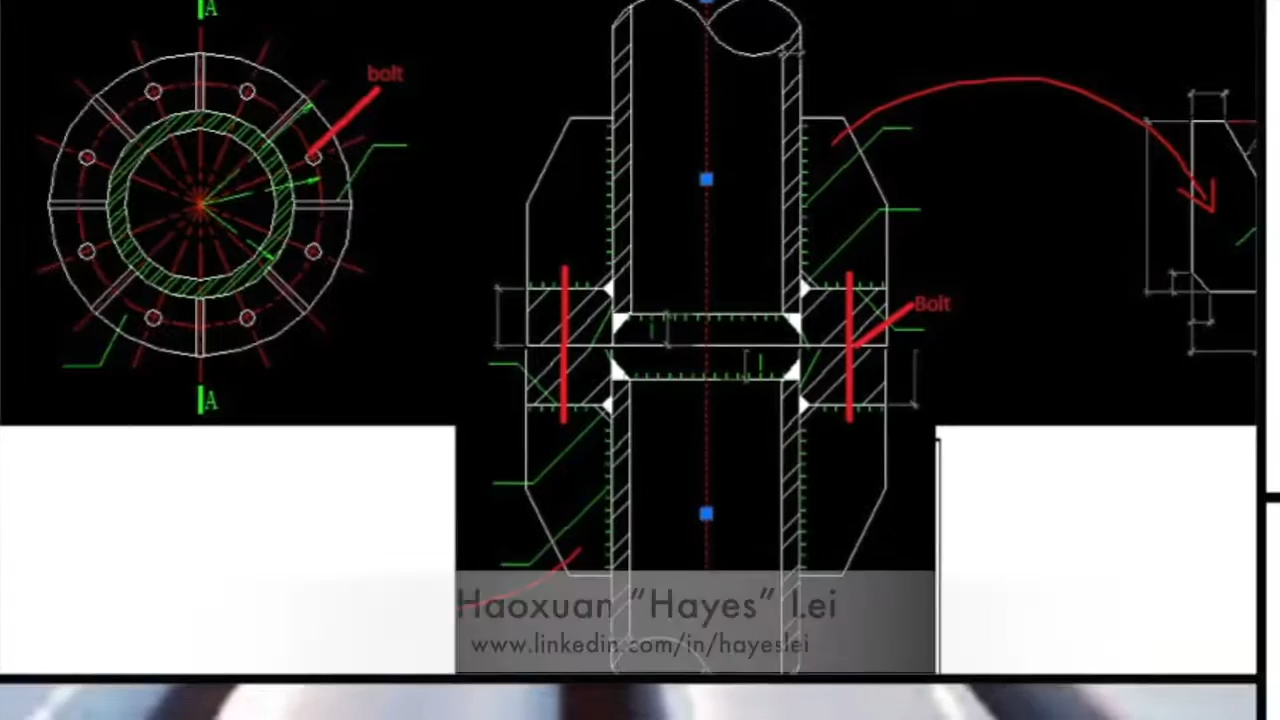 A
bolt
Bolt
A
Haoxuan “Hayes” Lei
www.linkedin.com/in/hayeslei